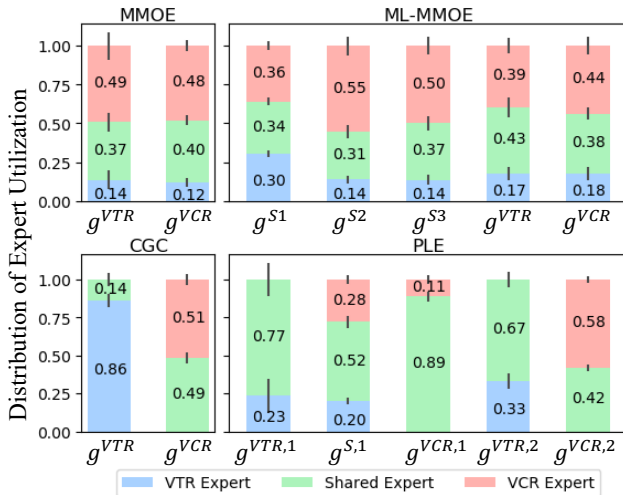 MMOE ML-MMOE
Distribution of Expert Utilization
1.00
0.75
0.50
0.25
0.00
0.49 0.48 0.36 0.55 0.50 0.39 0.44
0.37 0.40 0.34 0.31 0.37 0.43 0.38
0.14 0.12 0.30 0.14 0.14 0.17 0.18
g^VTR g^VCR g^S1 g^S2 g^S3 g^VTR g^VCR
CGC PLE
1.00
0.75
0.50
0.25
0.00
0.14 0.51 0.77 0.28 0.11 0.67 0.58
0.86 0.49 0.23 0.52 0.89 0.33 0.42
0.20
g^VTR g^VCR g^VTR,1 g^S,1 g^VCR,1 g^VTR,2 g^VCR,2
VTR Expert Shared Expert VCR Expert